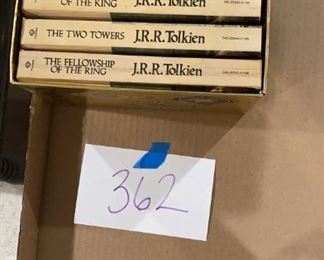 OF THE KING J.R.R. Tolkien
THE TWO TOWERS J.R.R. Tolkien
THE FELLOWSHIP
OF THE RING J.R.R. Tolkien
362